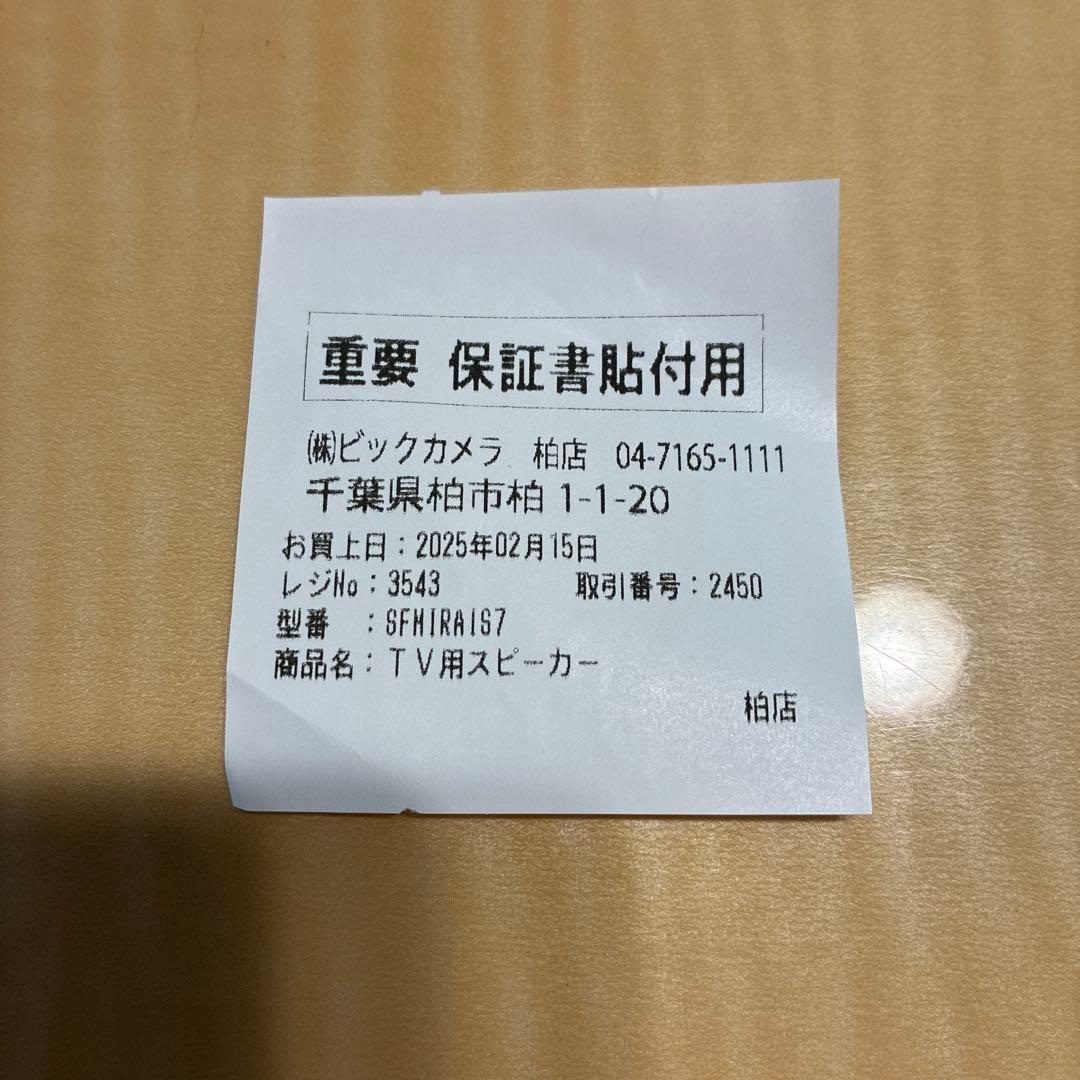 重要 保証書貼付用
㈱ビックカメラ 柏店 04-7165-1111
千葉県柏市柏1-1-20
お買上日：2025年02月15日
レジNo：3543 取引番号：2450
型番 ：SFMIRAIS7
商品名：ＴＶ用スピーカー
柏店